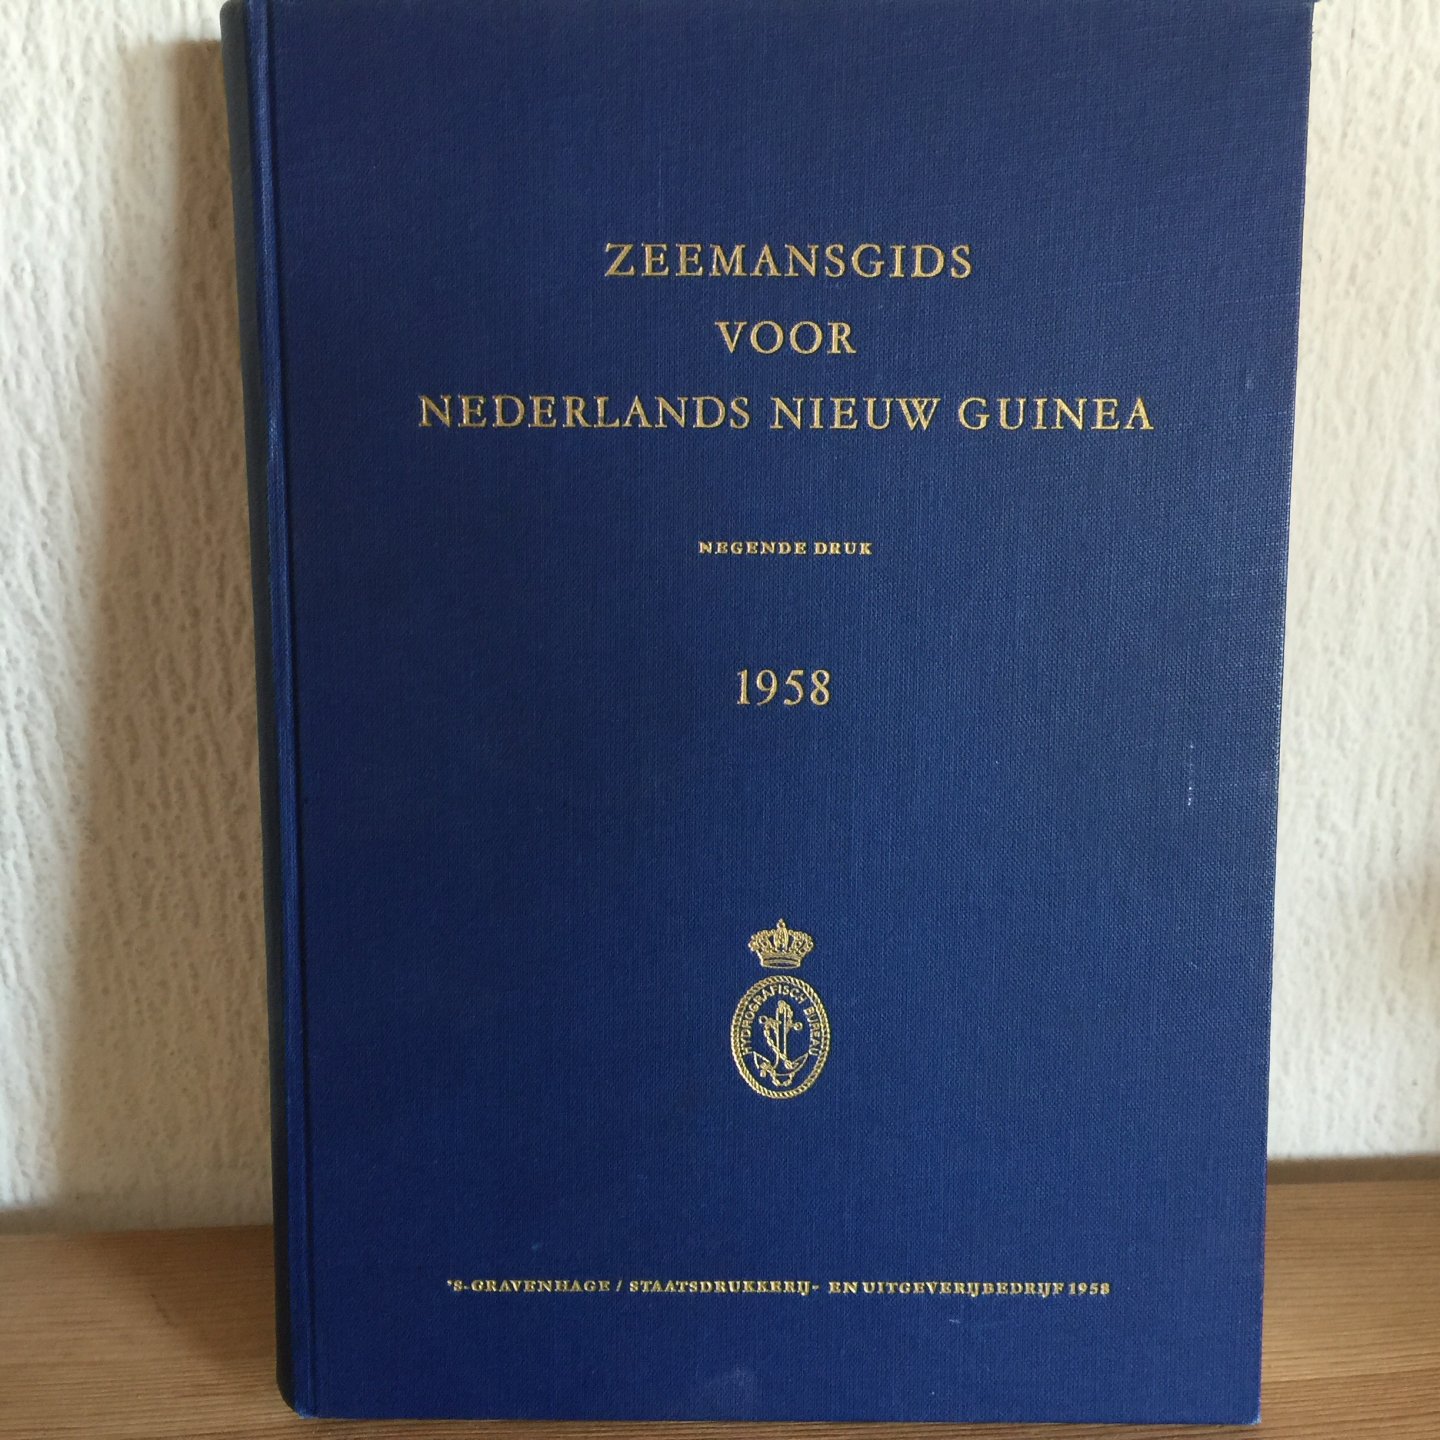 ZEEMANSGIDS
VOOR
NEDERLANDS NIEUW GUINEA
NEGENDE DRUK
1958
HYDROGRAFISCH BUREAU
'S-GRAVENHAGE / STAATSDRUKKERIJ- EN UITGEVERIJBEDRIJF 1958